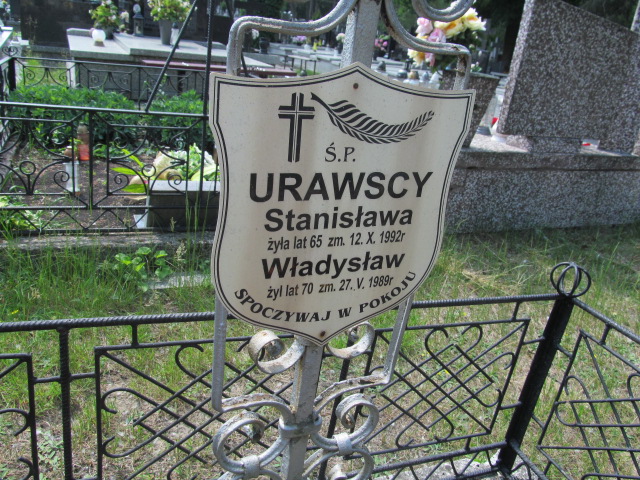 Ś.P.
URAWSCY
Stanisława
żyła lat 65 zm. 12. X. 1992r
Władysław
żył lat 70 zm. 27. V. 1989r
SPOCZYWAJ W POKOJU